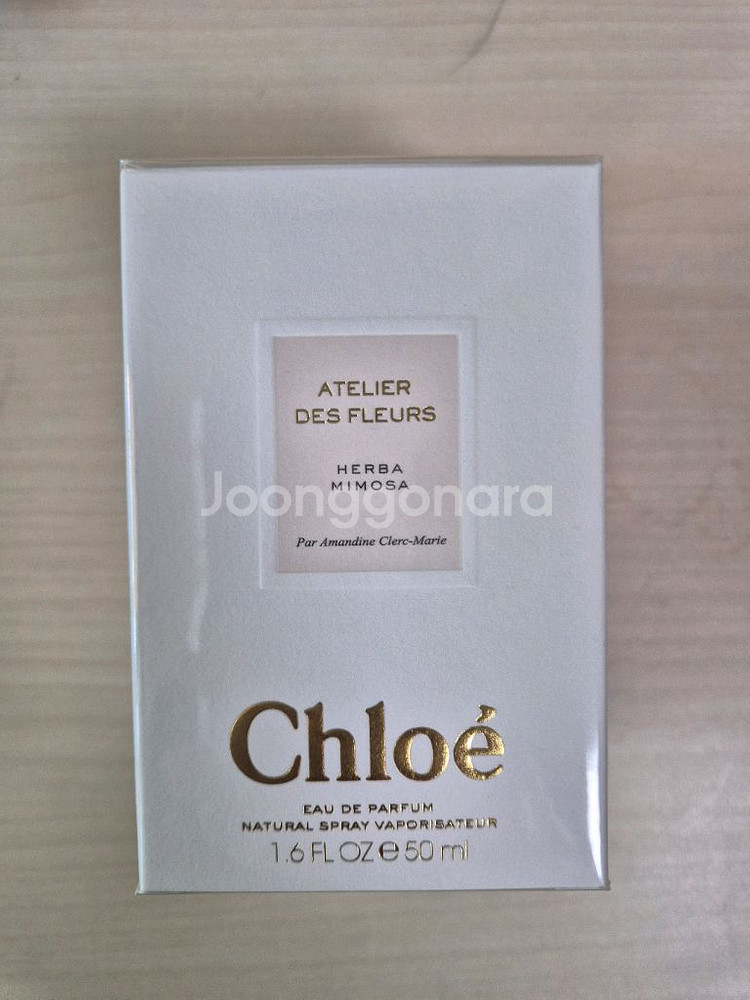 ATELIER
DES FLEURS
HERBA
MIMOSA
Joonggonara
Par Amandine Clerc-Marie
Chloé
EAU DE PARFUM
NATURAL SPRAY VAPORISATEUR
1.6 FL OZ ℮ 50 ml